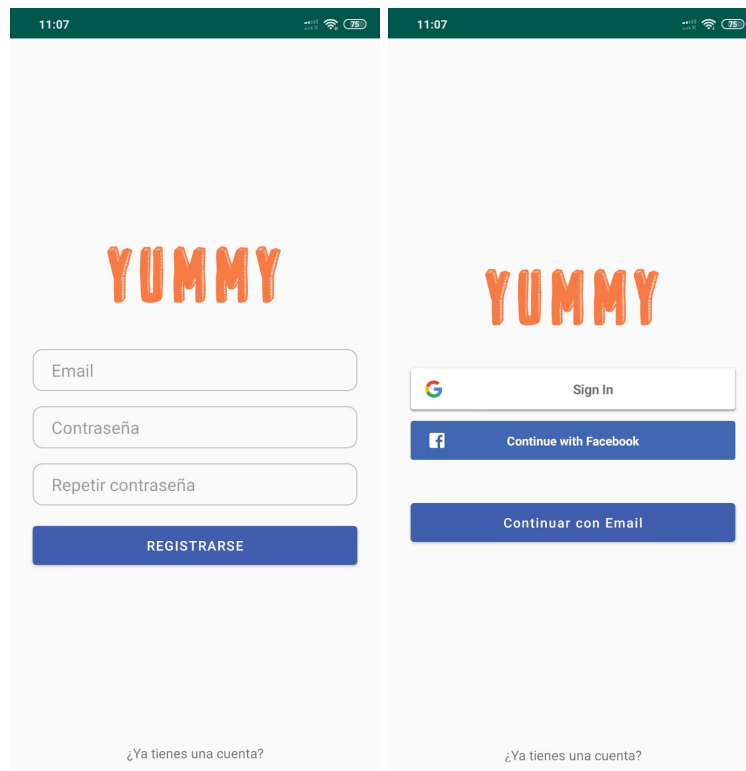 11:07
75
YUMMY
Email
Contraseña
Repetir contraseña
REGISTRARSE
¿Ya tienes una cuenta?
11:07
75
YUMMY
Sign In
Continue with Facebook
Continuar con Email
¿Ya tienes una cuenta?